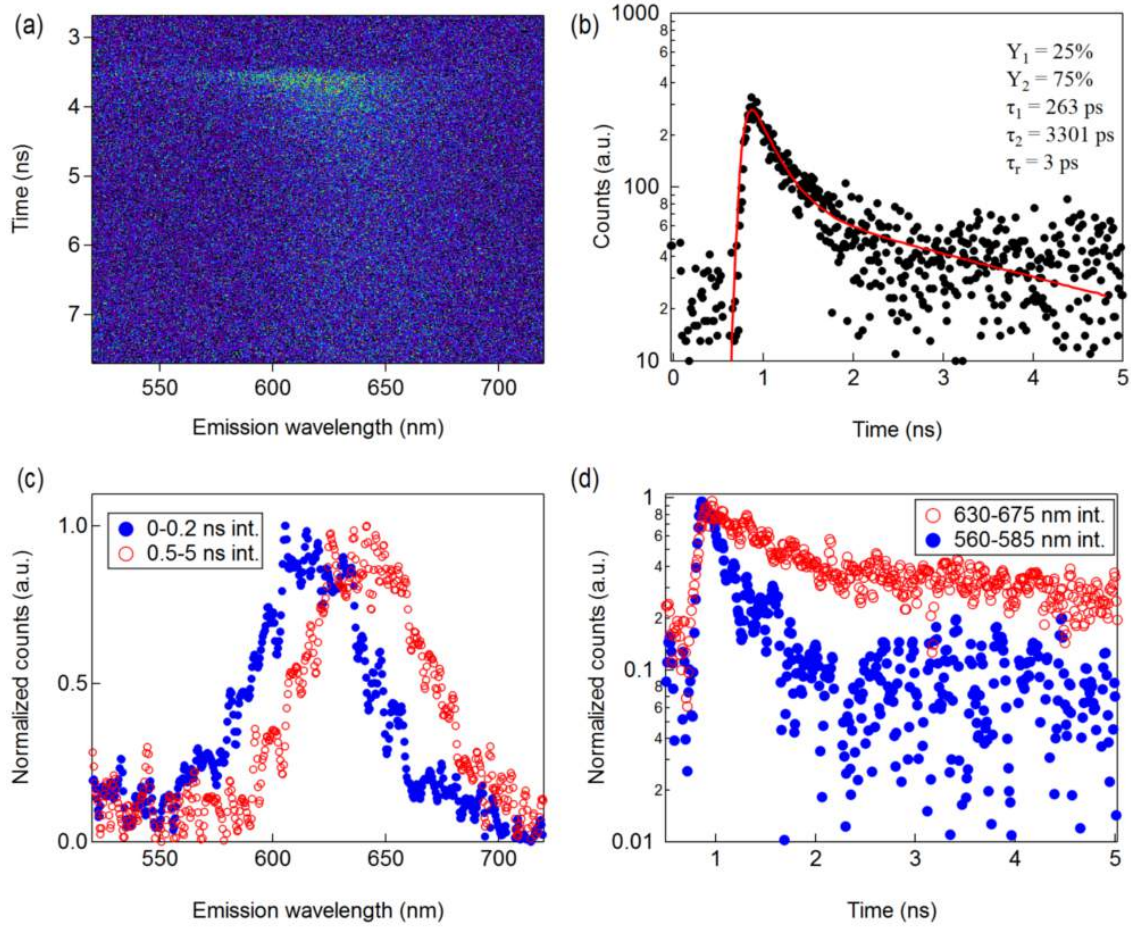 (a)
3
4
5
6
7
Time (ns)
550 600 650 700
Emission wavelength (nm)
(b)
1000
8
6
4
2
100
8
6
4
2
10
Counts (a.u.)
Y1 = 25%
Y2 = 75%
τ1 = 263 ps
τ2 = 3301 ps
τr = 3 ps
0 1 2 3 4 5
Time (ns)
(c)
1.0
0.5
0.0
Normalized counts (a.u.)
0-0.2 ns int.
0.5-5 ns int.
550 600 650 700
Emission wavelength (nm)
(d)
1
8
6
4
2
0.1
8
6
4
2
0.01
Normalized counts (a.u.)
630-675 nm int.
560-585 nm int.
1 2 3 4 5
Time (ns)